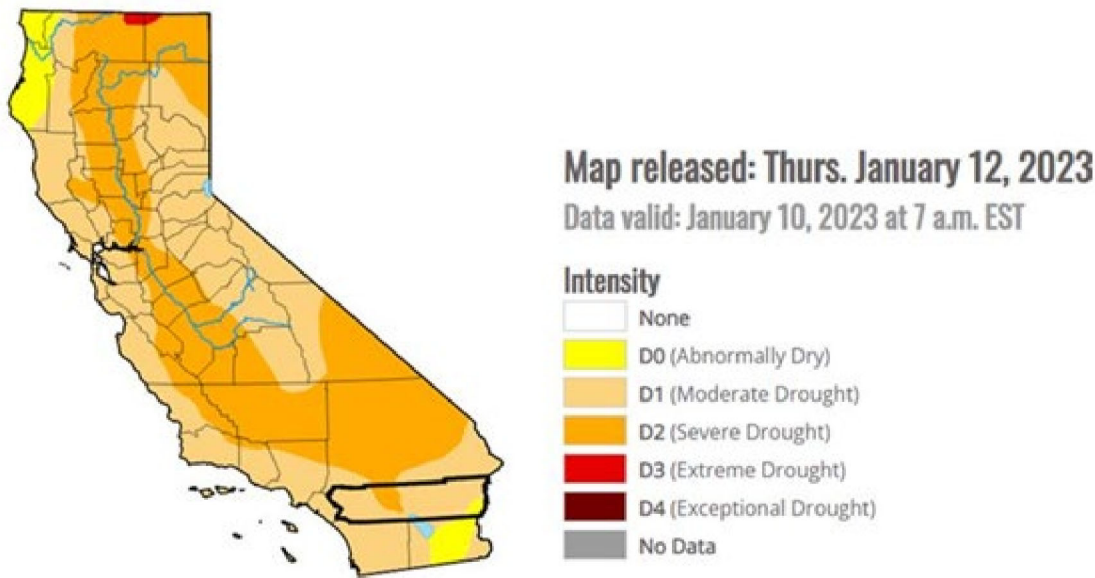 Map released: Thurs. January 12, 2023
Data valid: January 10, 2023 at 7 a.m. EST
Intensity
None
D0 (Abnormally Dry)
D1 (Moderate Drought)
D2 (Severe Drought)
D3 (Extreme Drought)
D4 (Exceptional Drought)
No Data